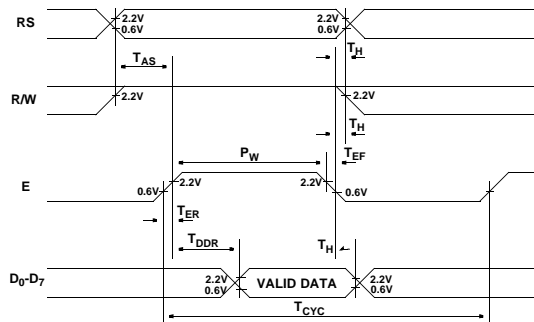 RS
2.2V
0.6V
2.2V
0.6V
T_AS
T_H
R/W
2.2V
2.2V
T_H
P_W
T_EF
E
0.6V
2.2V
2.2V
0.6V
T_ER
T_DDR
T_H
D₀-D₇
2.2V
0.6V
VALID DATA
2.2V
0.6V
T_CYC